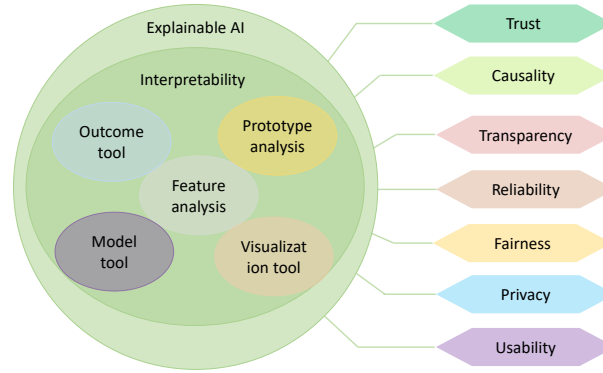 Explainable AI
Interpretability
Outcome
tool
Prototype
analysis
Feature
analysis
Model
tool
Visualizat
ion tool
Trust
Causality
Transparency
Reliability
Fairness
Privacy
Usability